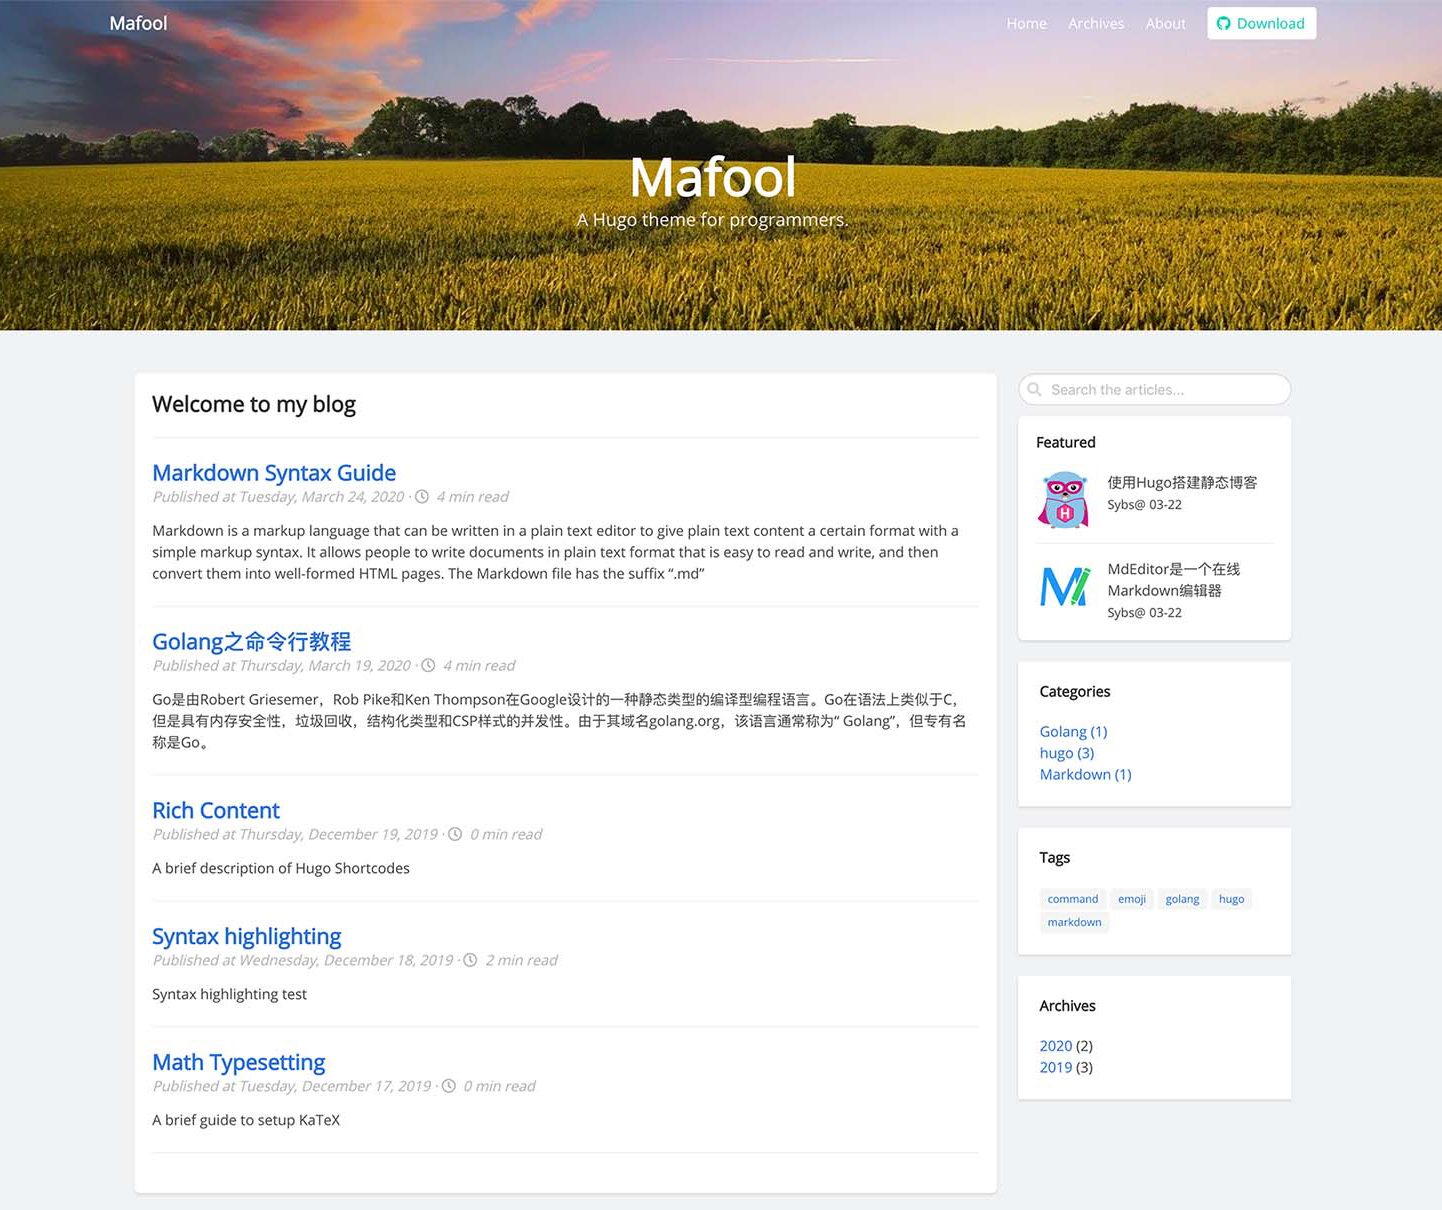 Mafool
Home Archives About Download
Mafool
A Hugo theme for programmers.
Welcome to my blog
Markdown Syntax Guide
Published at Tuesday, March 24, 2020 · 4 min read
Markdown is a markup language that can be written in a plain text editor to give plain text content a certain format with a
simple markup syntax. It allows people to write documents in plain text format that is easy to read and write, and then
convert them into well-formed HTML pages. The Markdown file has the suffix “.md”
Golang之命令行教程
Published at Thursday, March 19, 2020 · 4 min read
Go是由Robert Griesemer，Rob Pike和Ken Thompson在Google设计的一种静态类型的编译型编程语言。Go在语法上类似于C，
但是具有内存安全性，垃圾回收，结构化类型和CSP样式的并发性。由于其域名golang.org，该语言通常称为“ Golang”，但专有名
称是Go。
Rich Content
Published at Thursday, December 19, 2019 · 0 min read
A brief description of Hugo Shortcodes
Syntax highlighting
Published at Wednesday, December 18, 2019 · 2 min read
Syntax highlighting test
Math Typesetting
Published at Tuesday, December 17, 2019 · 0 min read
A brief guide to setup KaTeX
Search the articles...
Featured
H
使用Hugo搭建静态博客
Sybs@ 03-22
MdEditor是一个在线
Markdown编辑器
Sybs@ 03-22
Categories
Golang (1)
hugo (3)
Markdown (1)
Tags
command emoji golang hugo
markdown
Archives
2020 (2)
2019 (3)